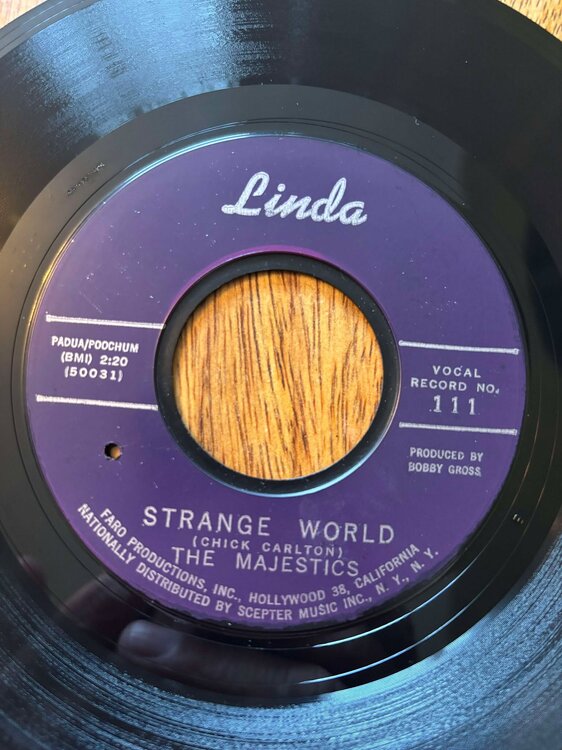 Linda
PADUA/POOCHUM
(BMI) 2:20
(50031)
VOCAL
RECORD NO.
111
PRODUCED BY
BOBBY GROSS
STRANGE WORLD
(CHICK CARLTON)
THE MAJESTICS
FARO PRODUCTIONS, INC., HOLLYWOOD 38, CALIFORNIA
NATIONALLY DISTRIBUTED BY SCEPTER MUSIC INC., N. Y., N. Y.